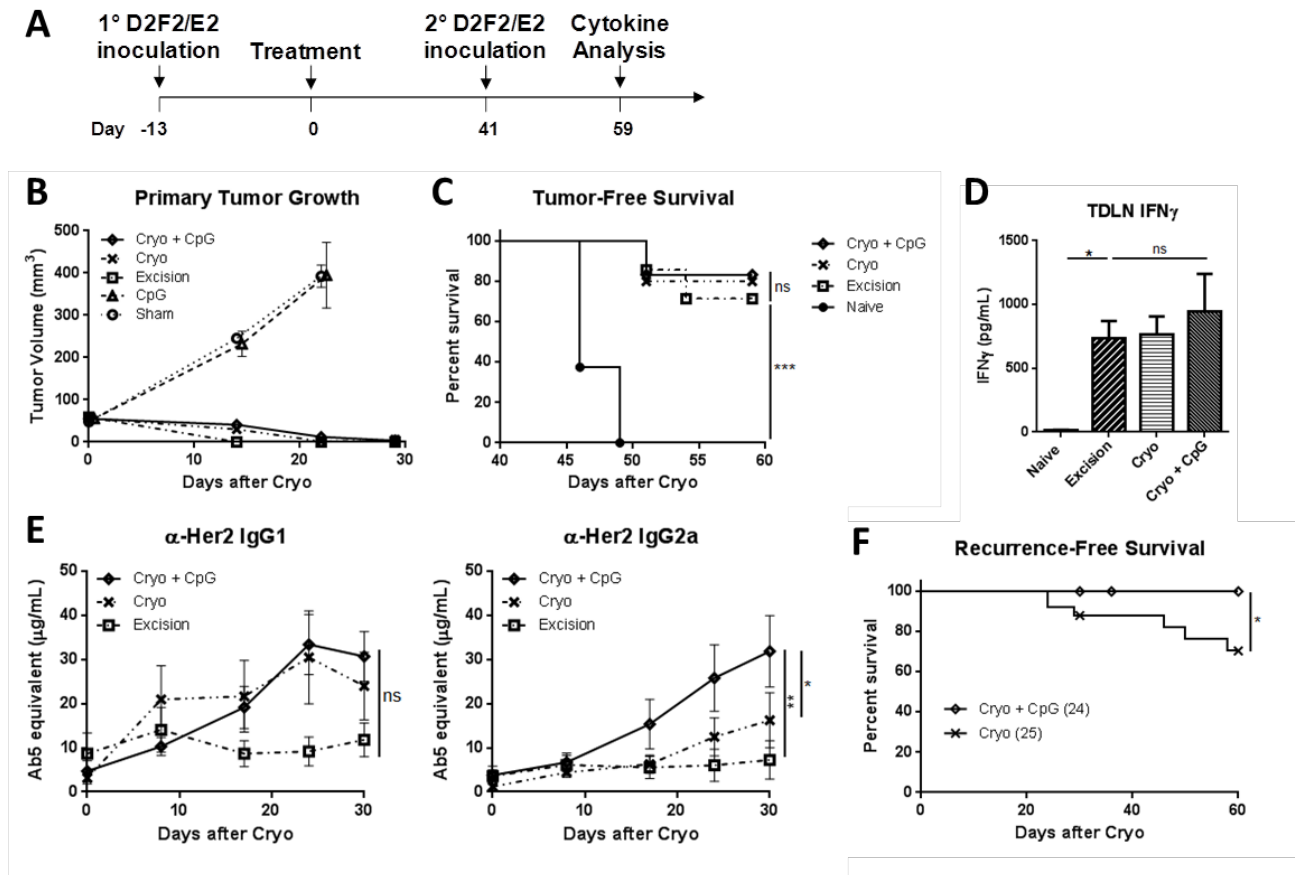 A
1° D2F2/E2
inoculation
Treatment
2° D2F2/E2
inoculation
Cytokine
Analysis
Day -13 0 41 59
B
Primary Tumor Growth
Tumor Volume (mm³)
500
400
300
200
100
0
Cryo + CpG
Cryo
Excision
CpG
Sham
0 10 20 30
Days after Cryo
C
Tumor-Free Survival
Percent survival
100
80
60
40
20
0
Cryo + CpG
Cryo
Excision
Naive
ns
***
40 45 50 55 60
Days after Cryo
D
TDLN IFNγ
IFNγ (pg/mL)
1500
1000
500
0
* ns
Naive Excision Cryo Cryo + CpG
E
α-Her2 IgG1
Ab5 equivalent (µg/mL)
50
40
30
20
10
0
Cryo + CpG
Cryo
Excision
ns
0 10 20 30
Days after Cryo
α-Her2 IgG2a
Ab5 equivalent (µg/mL)
50
40
30
20
10
0
Cryo + CpG
Cryo
Excision
** *
0 10 20 30
Days after Cryo
F
Recurrence-Free Survival
Percent survival
100
80
60
40
20
0
*
Cryo + CpG (24)
Cryo (25)
0 20 40 60
Days after Cryo